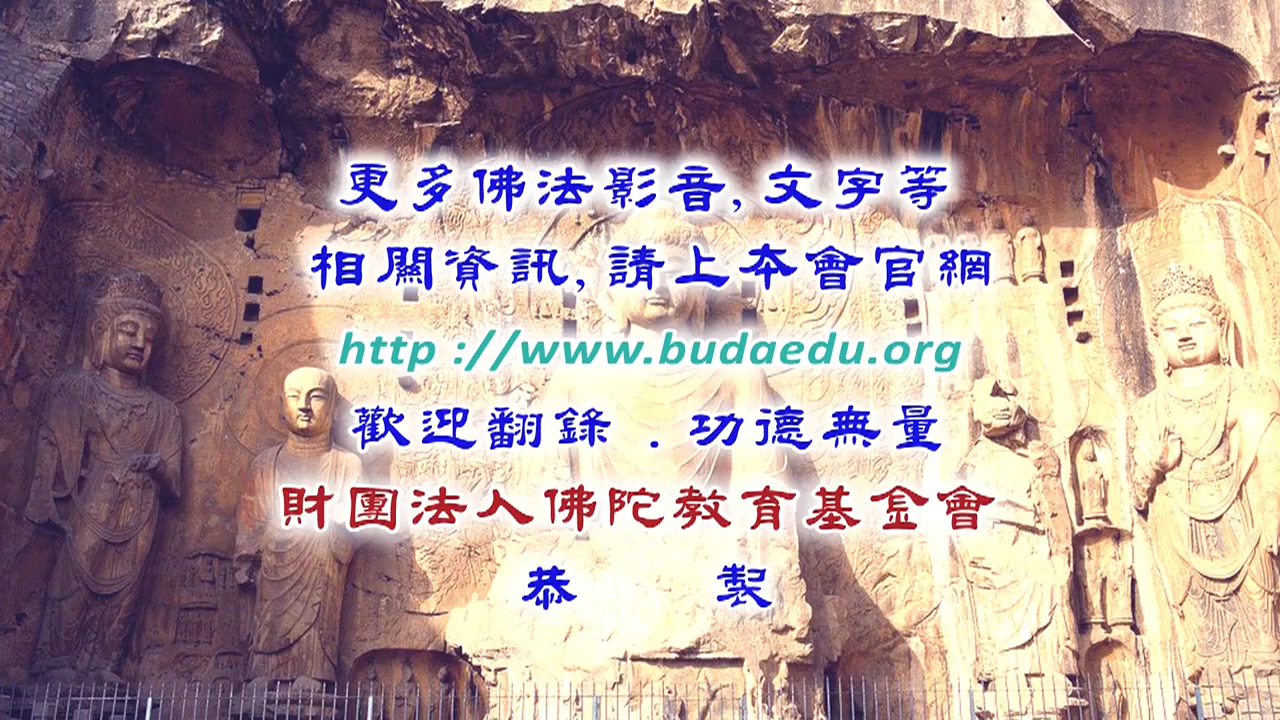 更多佛法影音,文字等
相關資訊,請上本會官網
http ://www.budaedu.org
歡迎翻錄 . 功德無量
財團法人佛陀教育基金會
恭 製